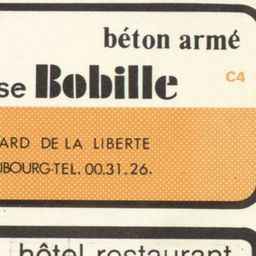 béton armé
se Bobille
C4
ARD DE LA LIBERTE
UBOURG-TEL. 00.31.26.
hôtel restaurant